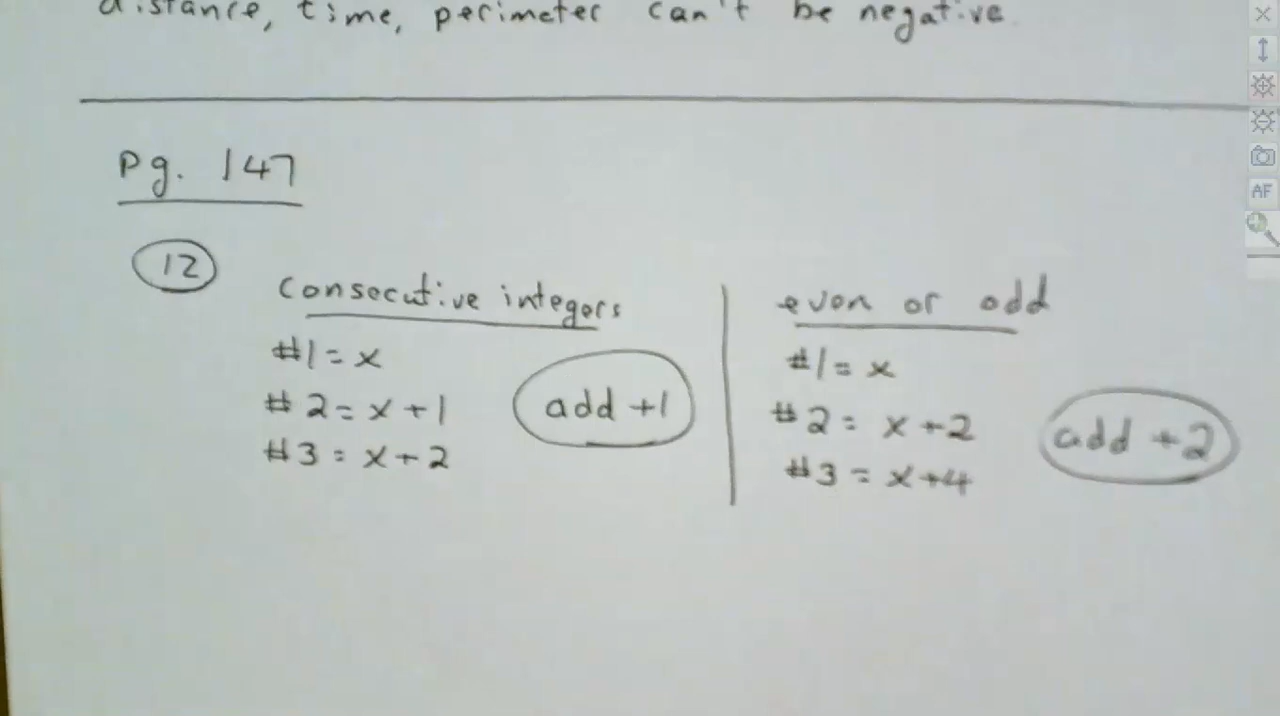 distance, time, perimeter can't be negative
pg. 147
12
consecutive integers
#1 = x
#2 = x + 1
#3 = x + 2
add +1
even or odd
#1 = x
#2 = x + 2
#3 = x + 4
add +2
AF